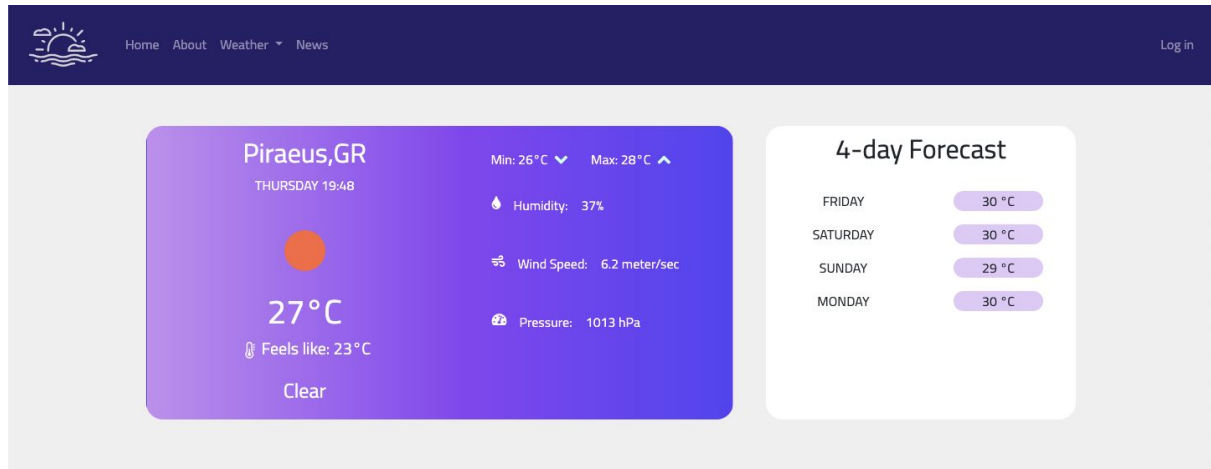 Home About Weather News
Log in
Piraeus,GR
THURSDAY 19:48
27°C
Feels like: 23°C
Clear
Min: 26°C Max: 28°C
Humidity: 37%
Wind Speed: 6.2 meter/sec
Pressure: 1013 hPa
4-day Forecast
FRIDAY 30 °C
SATURDAY 30 °C
SUNDAY 29 °C
MONDAY 30 °C